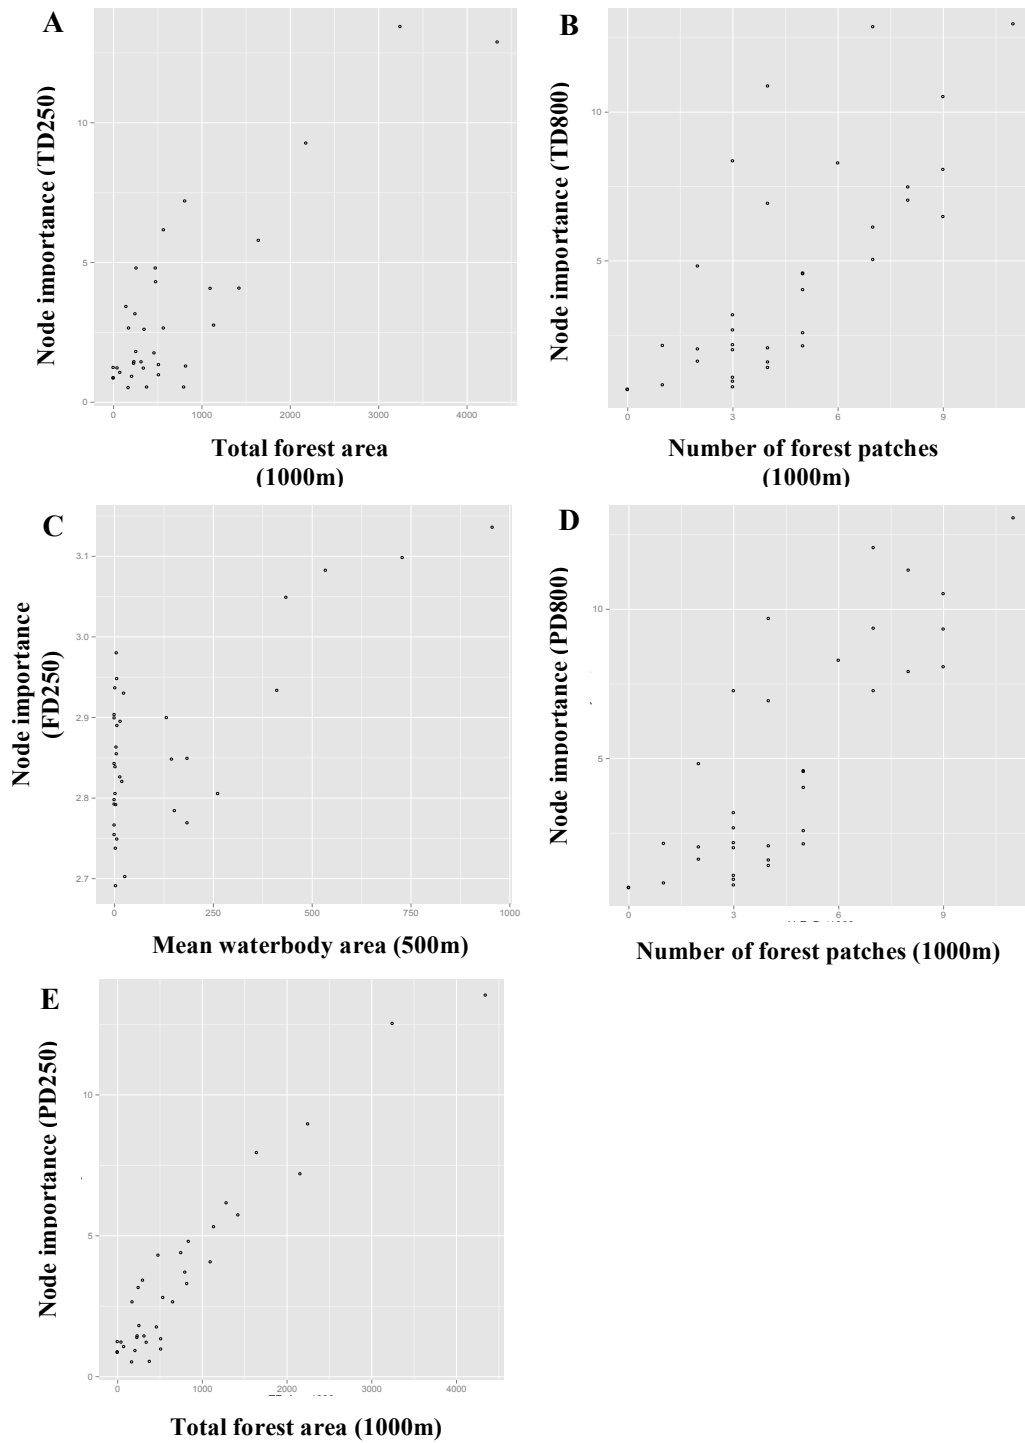 A
Node importance (TD250)
10
5
0
0 1000 2000 3000 4000
Total forest area
(1000m)
B
Node importance (TD800)
10
5
0 3 6 9
Number of forest patches
(1000m)
C
Node importance
(FD250)
3.1
3.0
2.9
2.8
2.7
0 250 500 750 1000
Mean waterbody area (500m)
D
Node importance (PD800)
10
5
0 3 6 9
Number of forest patches (1000m)
E
Node importance (PD250)
10
5
0
0 1000 2000 3000 4000
Total forest area (1000m)